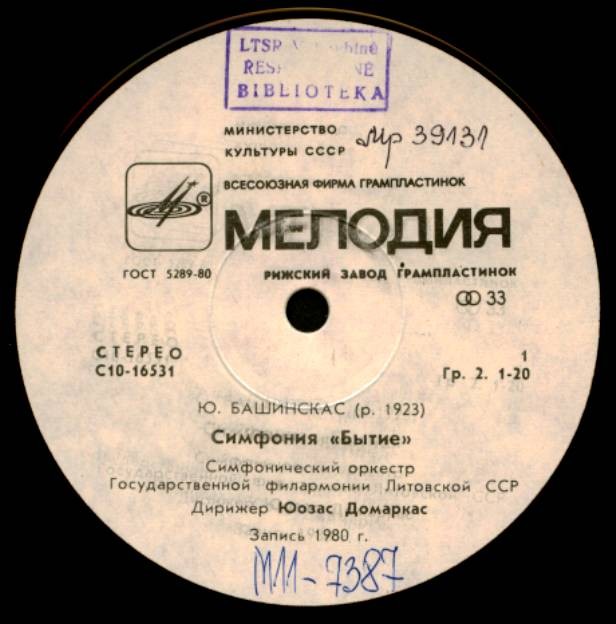 LTSR
BIBLIOTEKA
МИНИСТЕРСТВО
КУЛЬТУРЫ СССР
Мр 39131
ВСЕСОЮЗНАЯ ФИРМА ГРАМПЛАСТИНОК
®
МЕЛОДИЯ
ГОСТ 5289-80 РИЖСКИЙ ЗАВОД ГРАМПЛАСТИНОК
33
СТЕРЕО 1
С10-16531 Гр. 2. 1-20
Ю. БАШИНСКАС (р. 1923)
Симфония «Бытие»
Симфонический оркестр
Государственной филармонии Литовской ССР
Дирижер Юозас Домаркас
Запись 1980 г.
М11-7387